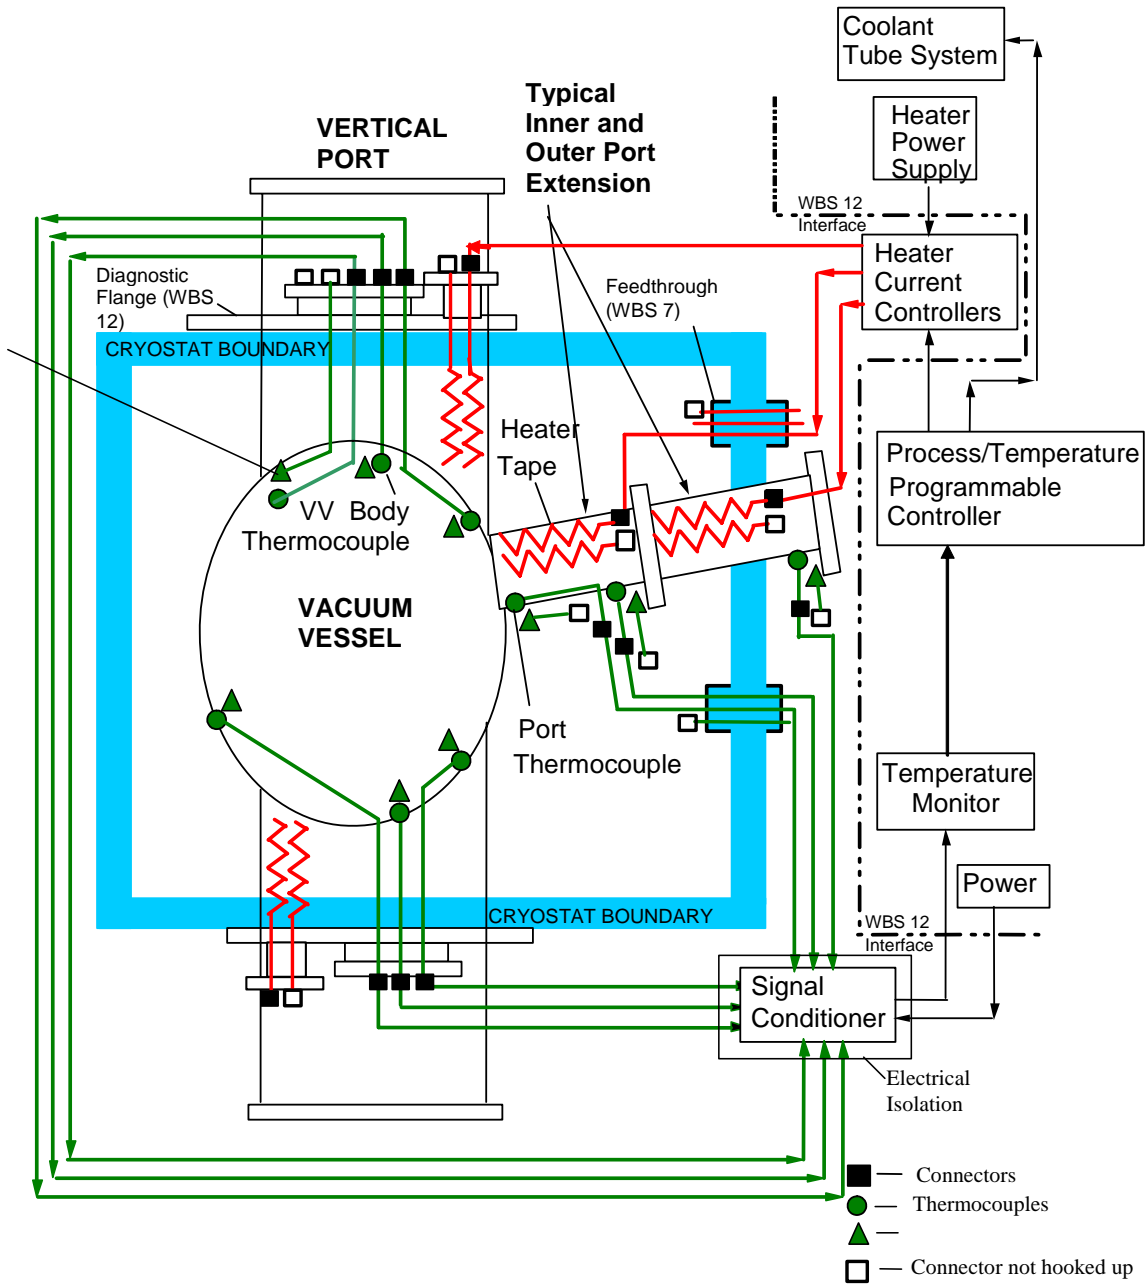 Coolant
Tube System
Typical
Inner and
Outer Port
Extension
Heater
Power
Supply
VERTICAL
PORT
WBS 12
Interface
Heater
Current
Controllers
Diagnostic
Flange (WBS
12)
Feedthrough
(WBS 7)
CRYOSTAT BOUNDARY
Heater
Tape
Process/Temperature
Programmable
Controller
VV Body
Thermocouple
VACUUM
VESSEL
Port
Thermocouple
Temperature
Monitor
Power
CRYOSTAT BOUNDARY
WBS 12
Interface
Signal
Conditioner
Electrical
Isolation
Connectors
Thermocouples
Connector not hooked up